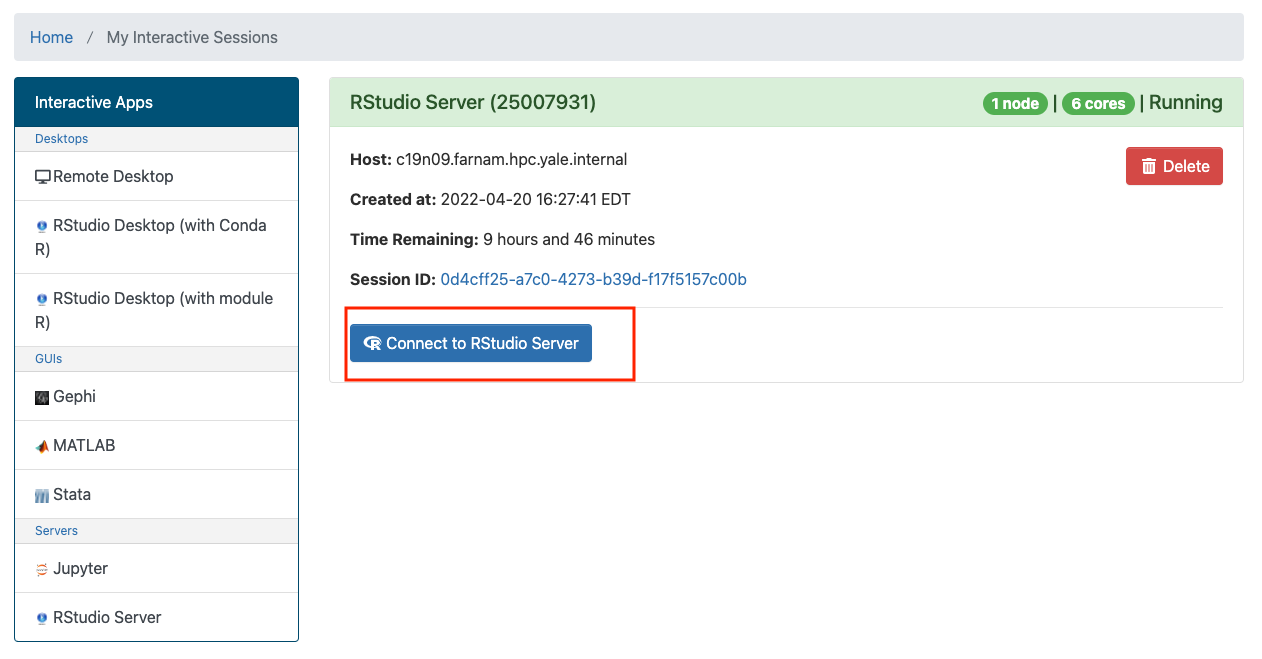 Home / My Interactive Sessions
Interactive Apps
Desktops
Remote Desktop
RStudio Desktop (with Conda
R)
RStudio Desktop (with module
R)
GUIs
Gephi
MATLAB
Stata
Servers
Jupyter
RStudio Server
RStudio Server (25007931)
1 node | 6 cores | Running
Host: c19n09.farnam.hpc.yale.internal
Delete
Created at: 2022-04-20 16:27:41 EDT
Time Remaining: 9 hours and 46 minutes
Session ID: 0d4cff25-a7c0-4273-b39d-f17f5157c00b
Connect to RStudio Server